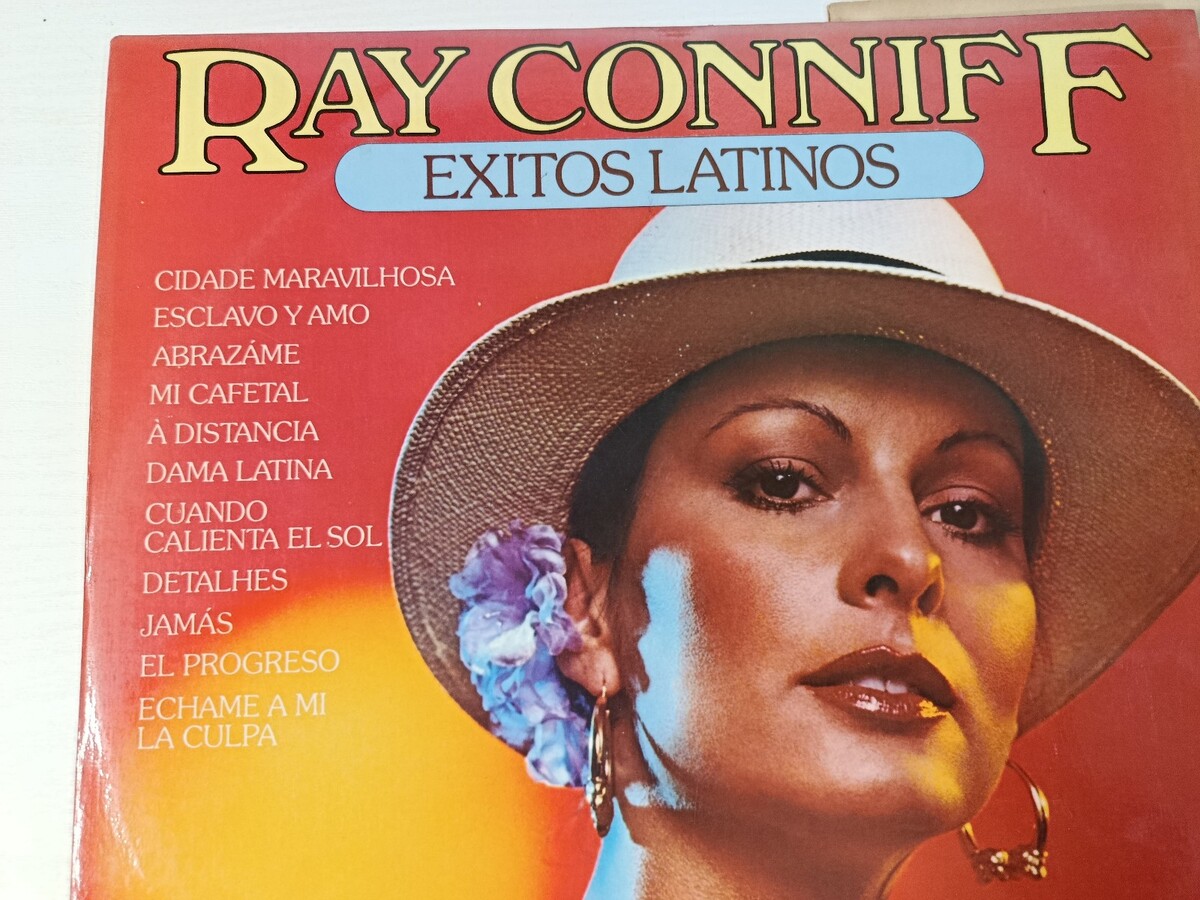 RAY CONNIFF
EXITOS LATINOS
CIDADE MARAVILHOSA
ESCLAVO Y AMO
ABRAZÁME
MI CAFETAL
À DISTANCIA
DAMA LATINA
CUANDO
CALIENTA EL SOL
DETALHES
JAMÁS
EL PROGRESO
ECHAME A MI
LA CULPA